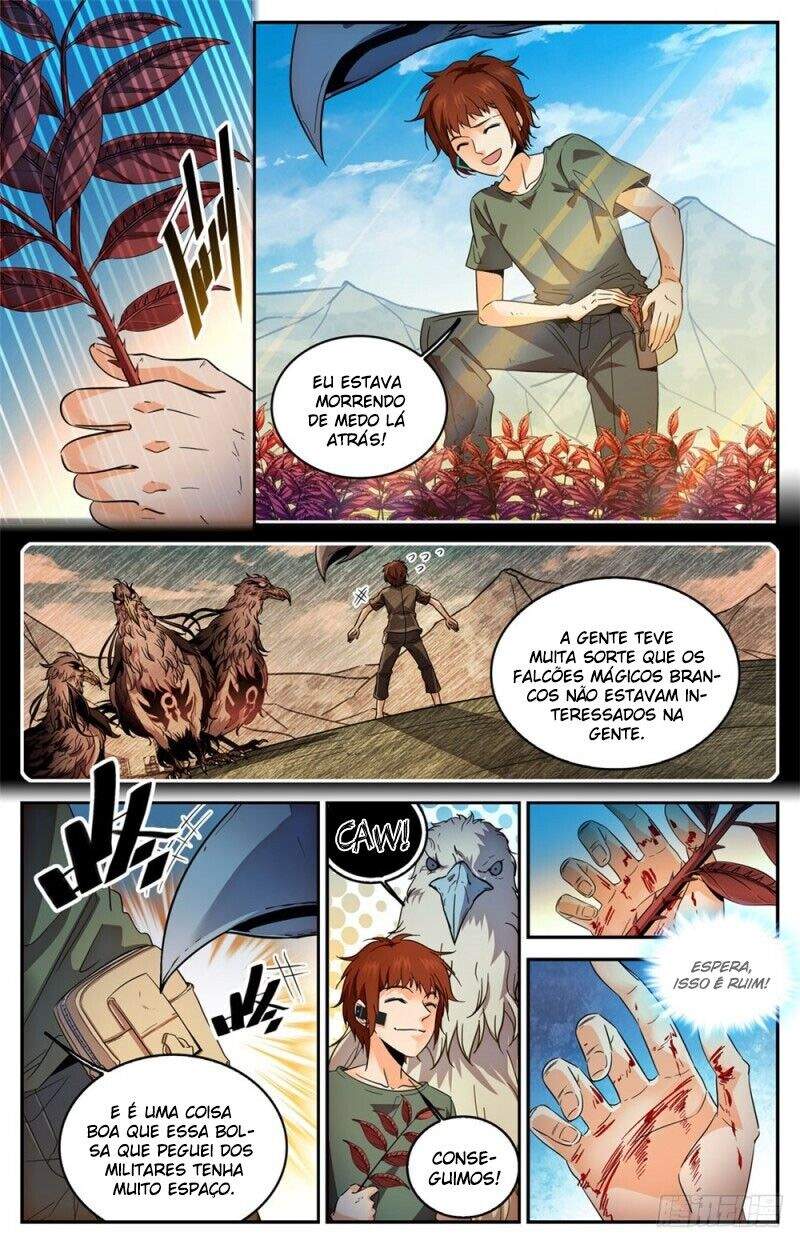 EU ESTAVA
MORRENDO
DE MEDO LÁ
ATRÁS!
A GENTE TEVE
MUITA SORTE QUE OS
FALCÕES MÁGICOS BRAN-
COS NÃO ESTAVAM IN-
TERESSADOS NA
GENTE.
CAW!
ESPERA,
ISSO É RUIM!
E É UMA COISA
BOA QUE ESSA BOL-
SA QUE PEGUEI DOS
MILITARES TENHA
MUITO ESPAÇO.
CONSE-
GUIMOS!